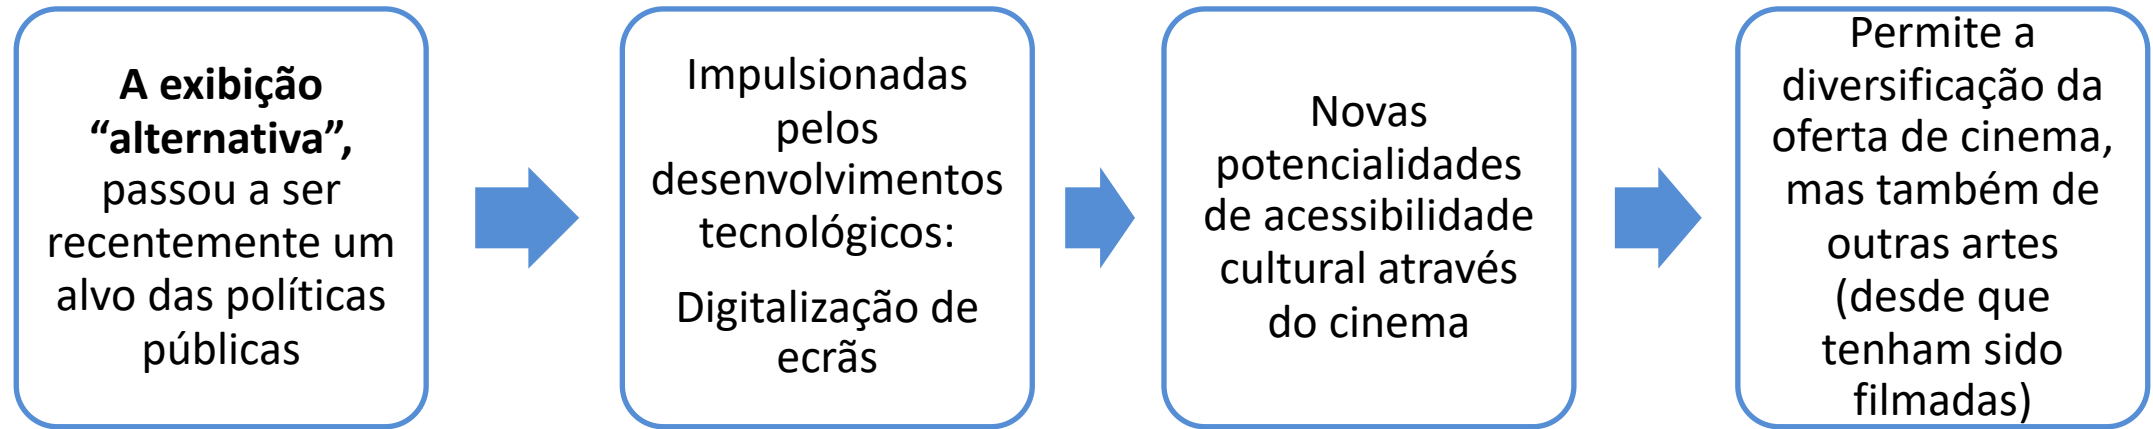 A exibição
“alternativa”,
passou a ser
recentemente um
alvo das políticas
públicas
Impulsionadas
pelos
desenvolvimentos
tecnológicos:
Digitalização de
ecrãs
Novas
potencialidades
de acessibilidade
cultural através
do cinema
Permite a
diversificação da
oferta de cinema,
mas também de
outras artes
(desde que
tenham sido
filmadas)